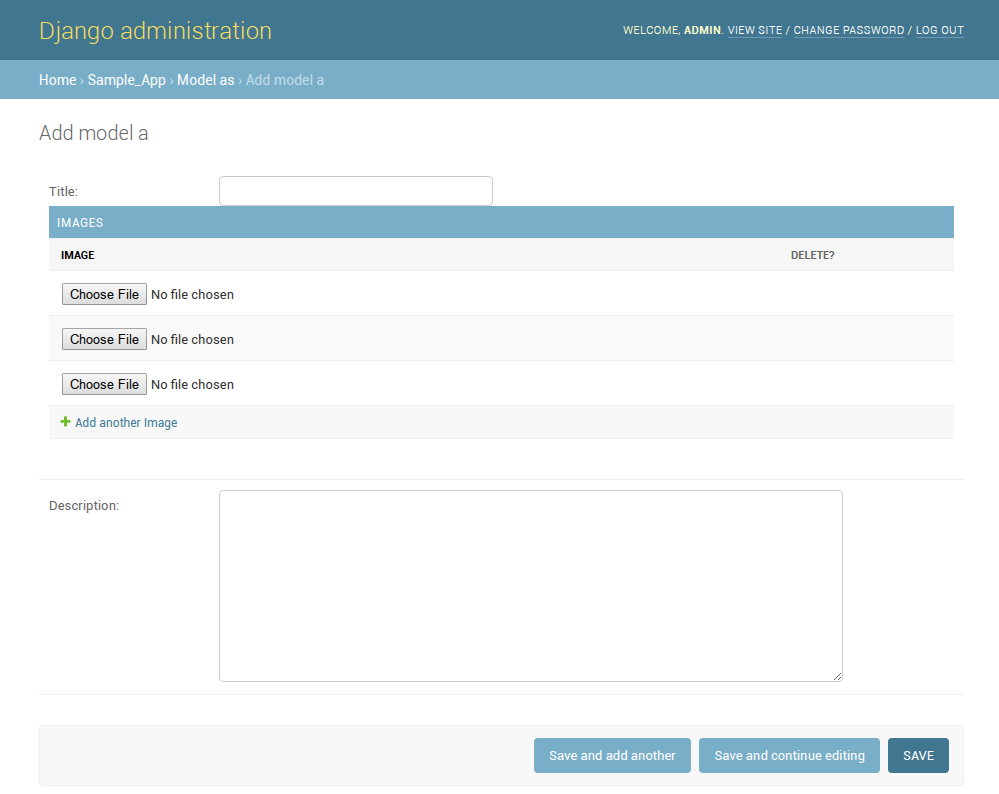 Django administration
WELCOME, ADMIN. VIEW SITE / CHANGE PASSWORD / LOG OUT
Home › Sample_App › Model as › Add model a
Add model a
Title:
IMAGES
IMAGE DELETE?
Choose File No file chosen
Choose File No file chosen
Choose File No file chosen
Add another Image
Description:
Save and add another Save and continue editing SAVE